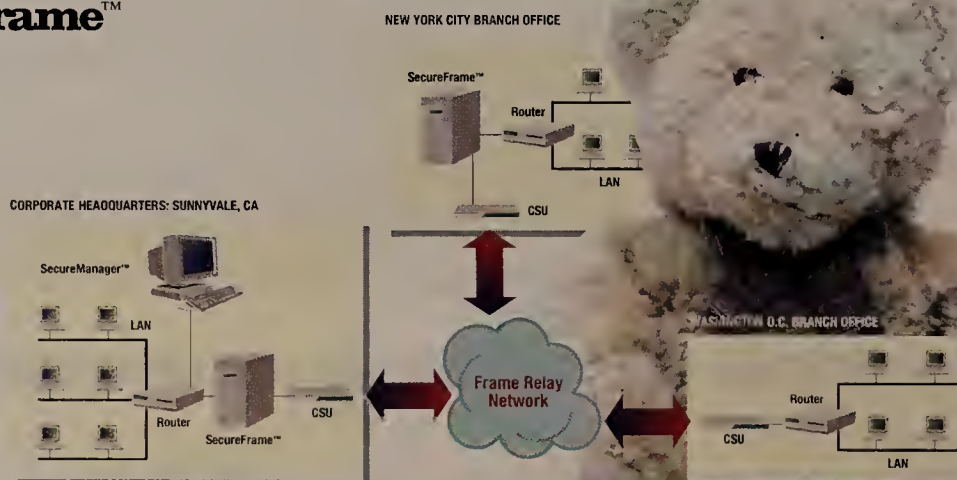 rame™
NEW YORK CITY BRANCH OFFICE
SecureFrame™
Router
LAN
CSU
CORPORATE HEADQUARTERS: SUNNYVALE, CA
SecureManager™
LAN
Router
SecureFrame™
CSU
Frame Relay
Network
WASHINGTON D.C. BRANCH OFFICE
Router
CSU
LAN